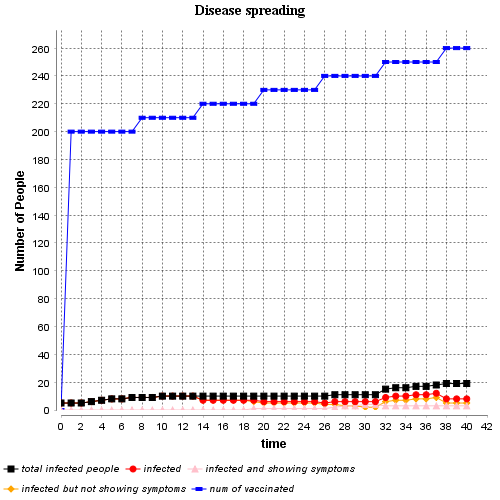 Disease spreading
Number of People
260
240
220
200
180
160
140
120
100
80
60
40
20
0
0 2 4 6 8 10 12 14 16 18 20 22 24 26 28 30 32 34 36 38 40 42
time
total infected people infected infected and showing symptoms
infected but not showing symptoms num of vaccinated